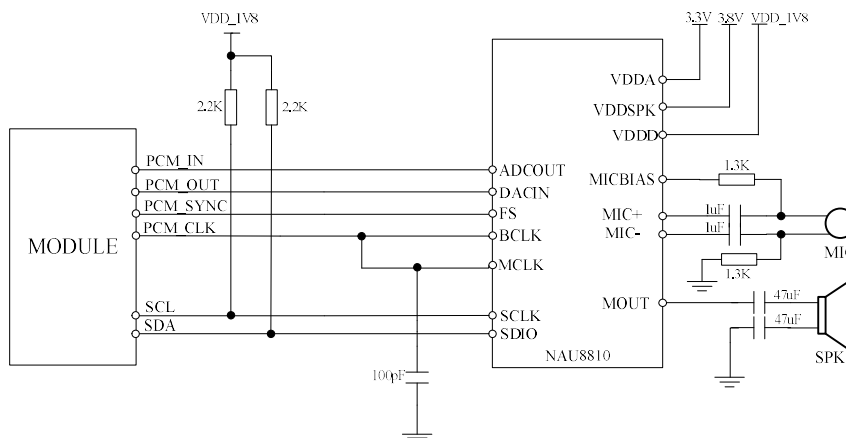 VDD_1V8
3.3V 3.8V VDD_1V8
2.2K
2.2K
VDDA
VDDSPK
VDDD
PCM_IN
ADCOUT
1.3K
PCM_OUT
DACIN
MICBIAS
PCM_SYNC
FS
1uF
MIC+
PCM_CLK
BCLK
MIC-
1uF
MODULE
MCLK
MIC
1.3K
SCL
SCLK
MOUT
47uF
SDA
SDIO
47uF
NAU8810
SPK
100pF